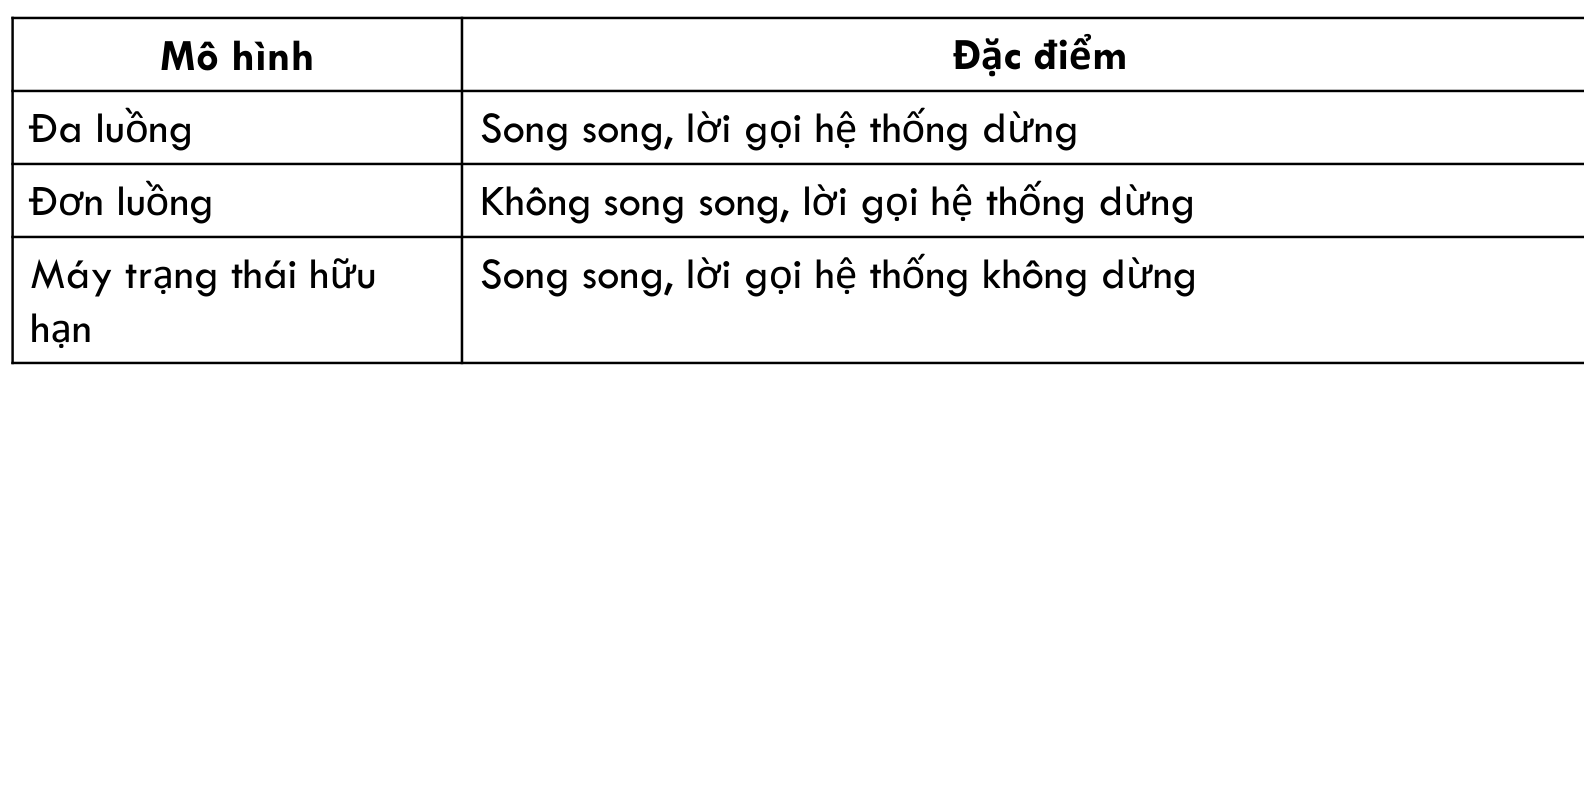 Mô hình
Đặc điểm
Đa luồng
Song song, lời gọi hệ thống dừng
Đơn luồng
Không song song, lời gọi hệ thống dừng
Máy trạng thái hữu
hạn
Song song, lời gọi hệ thống không dừng